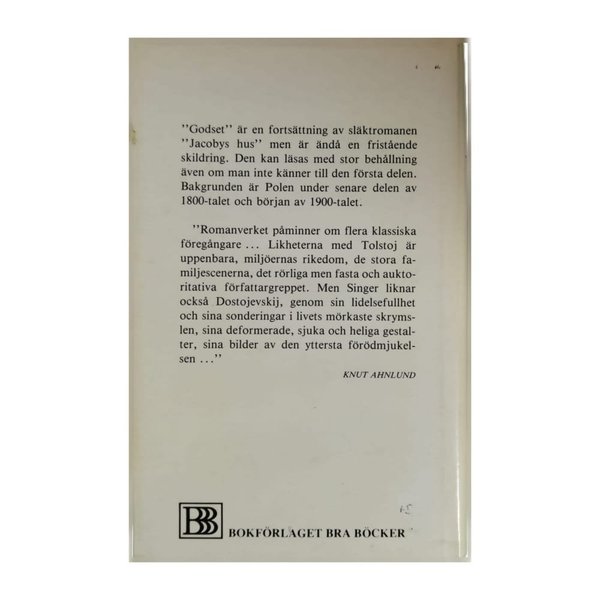 ''Godset'' är en fortsättning av släktromanen
''Jacobys hus'' men är ändå en fristående
skildring. Den kan läsas med stor behållning
även om man inte känner till den första delen.
Bakgrunden är Polen under senare delen av
1800-talet och början av 1900-talet.
''Romanverket påminner om flera klassiska
föregångare ... Likheterna med Tolstoj är
uppenbara, miljöernas rikedom, de stora fa-
miljescenerna, det rörliga men fasta och aukto-
ritativa författargreppet. Men Singer liknar
också Dostojevskij, genom sin lidelsefullhet
och sina sonderingar i livets mörkaste skryms-
len, sina deformerade, sjuka och heliga gestal-
ter, sina bilder av den yttersta förödmjukel-
sen ...''
KNUT AHNLUND
BBB
BOKFÖRLAGET BRA BÖCKER